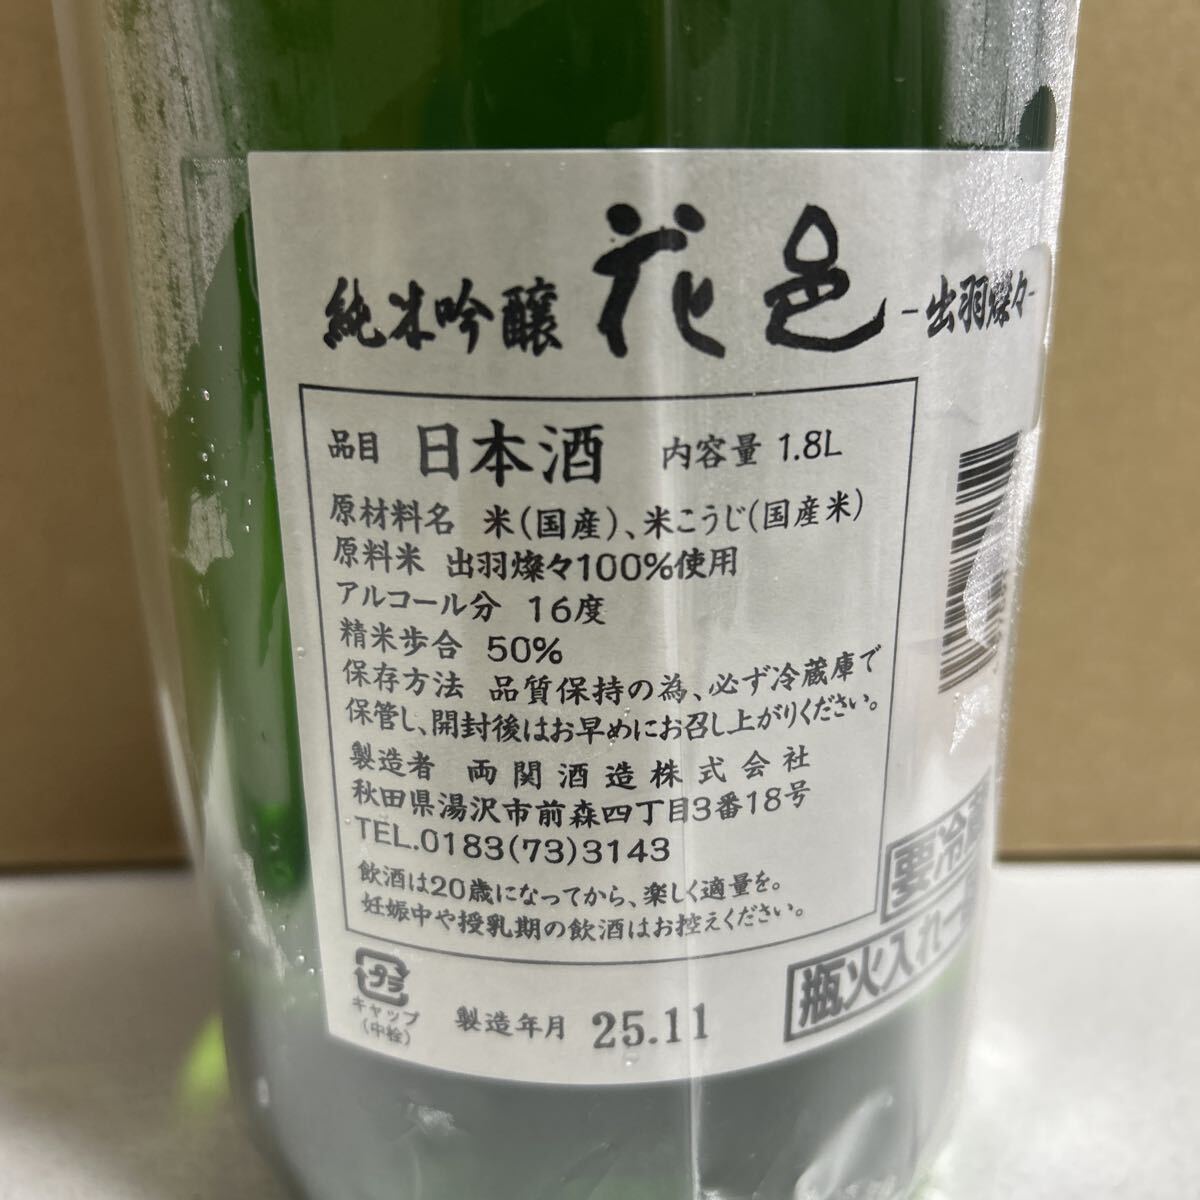 純米吟醸 花邑 -出羽燦々-
品目 日本酒 内容量 1.8L
原材料名 米(国産)、米こうじ(国産米)
原料米 出羽燦々100%使用
アルコール分 16度
精米歩合 50%
保存方法 品質保持の為、必ず冷蔵庫で
保管し、開封後はお早めにお召し上がりください。
製造者 両関酒造株式会社
秋田県湯沢市前森四丁目3番18号
TEL.0183(73)3143
飲酒は20歳になってから、楽しく適量を。
妊娠中や授乳期の飲酒はお控えください。
要冷蔵
瓶火入れ一
プラ
キャップ
(中栓)
製造年月 25.11